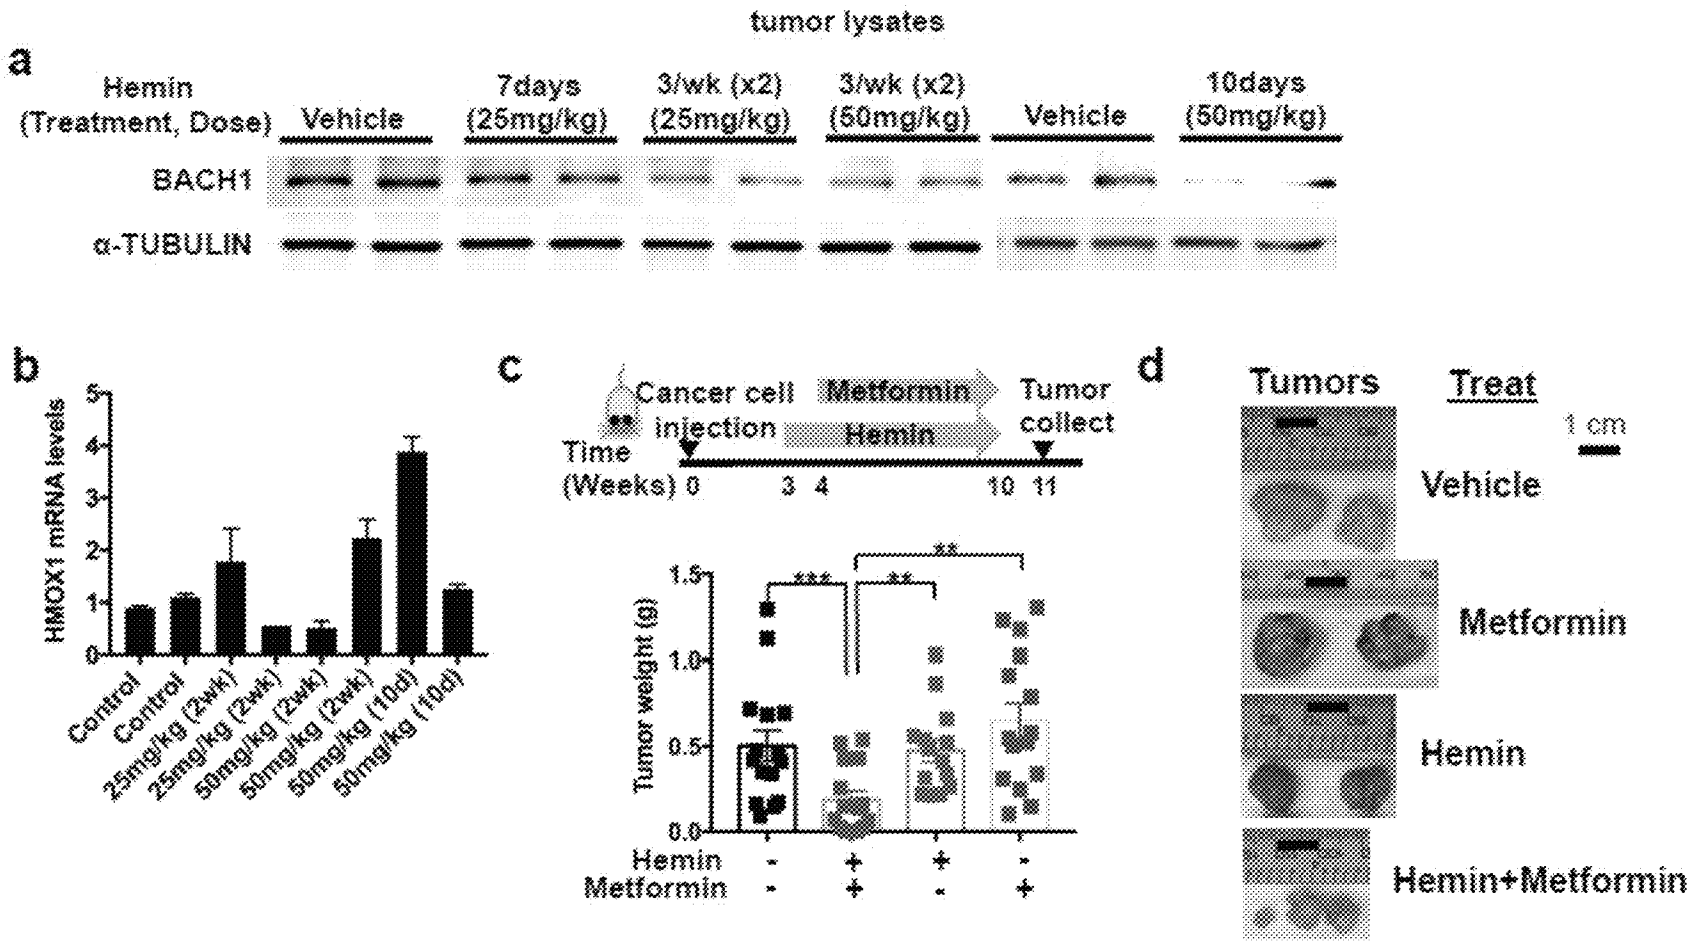 tumor lysates
a
Hemin
(Treatment, Dose)
Vehicle
7days
(25mg/kg)
3/wk (x2)
(25mg/kg)
3/wk (x2)
(50mg/kg)
Vehicle
10days
(50mg/kg)
BACH1
α-TUBULIN
b
HMOX1 mRNA levels
5
4
3
2
1
0
Control
Control
25mg/kg (2wk)
25mg/kg (2wk)
50mg/kg (2wk)
50mg/kg (2wk)
50mg/kg (10d)
50mg/kg (10d)
c
Cancer cell
injection
Metformin
Hemin
Tumor
collect
Time
(Weeks) 0 3 4 10 11
Tumor weight (g)
1.5
1.0
0.5
0.0
*** ** **
Hemin - + + -
Metformin - + - +
d
Tumors Treat
1 cm
Vehicle
Metformin
Hemin
Hemin+Metformin